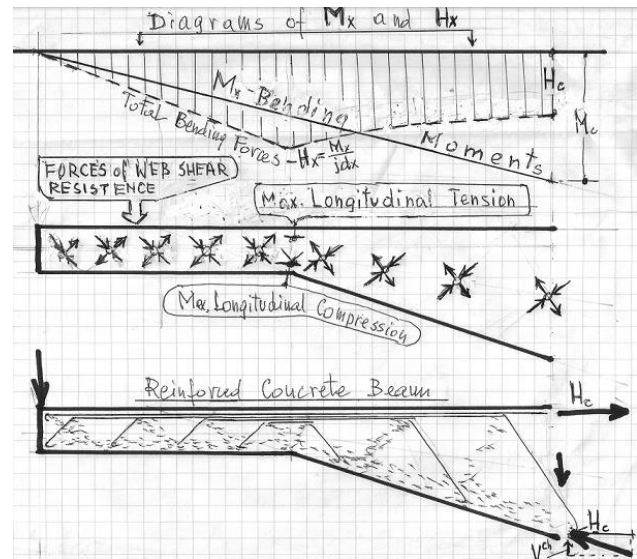 Diagrams of Mx and Hx
Mx-Bending Moments
Hc
Mc
Total Bending Forces - Hx = Mx/jdx
FORCES of WEB SHEAR
RESISTENCE
Max. Longitudinal Tension
Max. Longitudinal Compression
Reinforced Concrete Beam
Hc
Hc
Vch